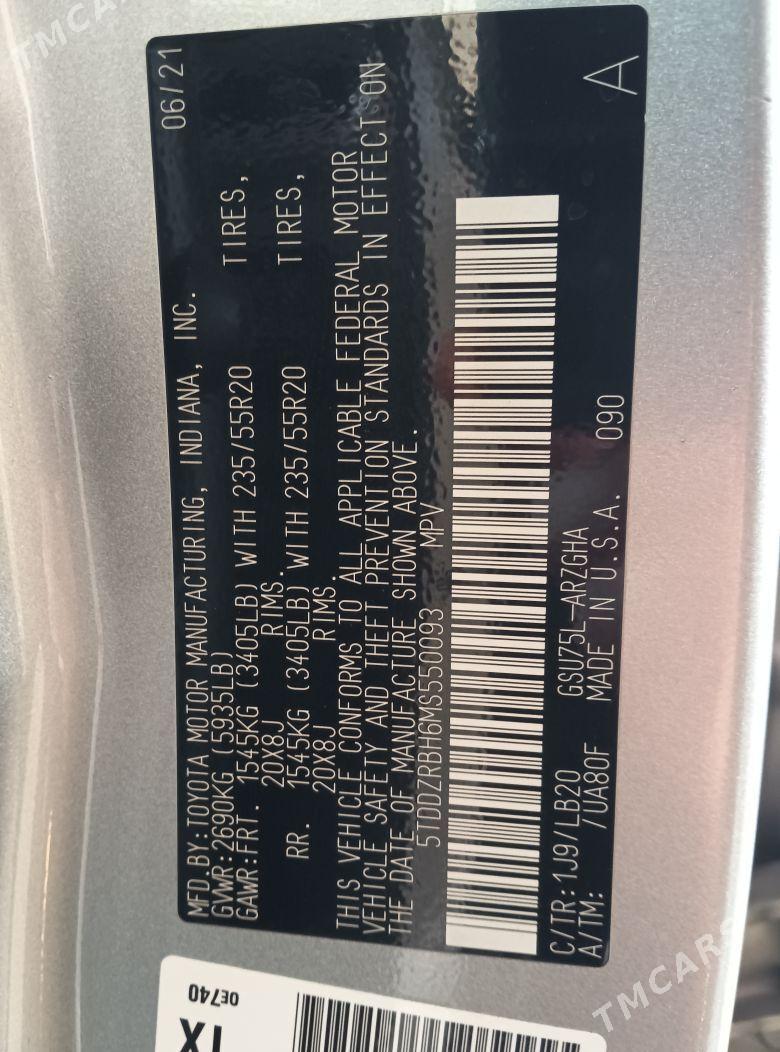 TMCARS
06/21
MFD.BY:TOYOTA MOTOR MANUFACTURING, INDIANA, INC.
GVWR:2690KG (5935LB)
GAWR:FRT. 1545KG (3405LB) WITH 235/55R20 TIRES,
20X8J RIMS.
RR. 1545KG (3405LB) WITH 235/55R20 TIRES,
20X8J RIMS.
THIS VEHICLE CONFORMS TO ALL APPLICABLE FEDERAL MOTOR
VEHICLE SAFETY AND THEFT PREVENTION STANDARDS IN EFFECT ON
THE DATE OF MANUFACTURE SHOWN ABOVE.
5TDDZRBH6MS550093 MPV
C/TR:1J9/LB20 GSU75L-ARZGHA
A/TM: /UA80F MADE IN U.S.A. 090
A
0E740
TX
TMCARS